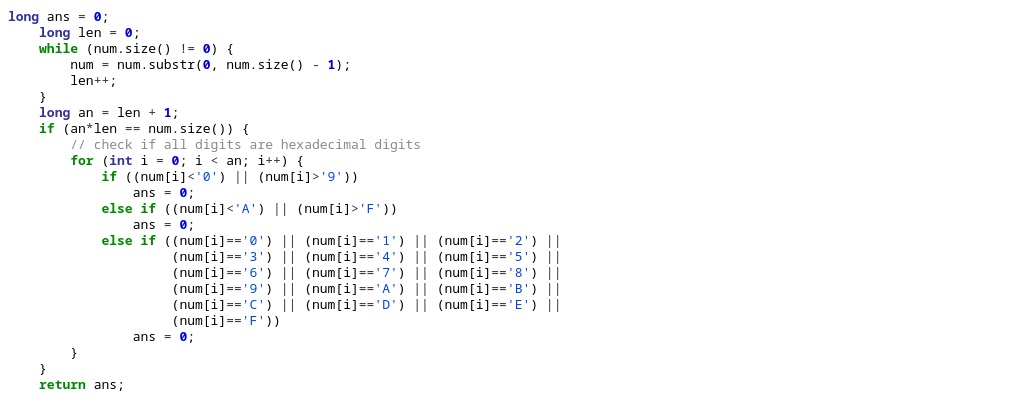 long ans = 0;
    long len = 0;
    while (num.size() != 0) {
        num = num.substr(0, num.size() - 1);
        len++;
    }
    long an = len + 1;
    if (an*len == num.size()) {
        // check if all digits are hexadecimal digits
        for (int i = 0; i < an; i++) {
            if ((num[i]<'0') || (num[i]>'9'))
                ans = 0;
            else if ((num[i]<'A') || (num[i]>'F'))
                ans = 0;
            else if ((num[i]=='0') || (num[i]=='1') || (num[i]=='2') ||
                     (num[i]=='3') || (num[i]=='4') || (num[i]=='5') ||
                     (num[i]=='6') || (num[i]=='7') || (num[i]=='8') ||
                     (num[i]=='9') || (num[i]=='A') || (num[i]=='B') ||
                     (num[i]=='C') || (num[i]=='D') || (num[i]=='E') ||
                     (num[i]=='F'))
                ans = 0;
        }
    }
    return ans;